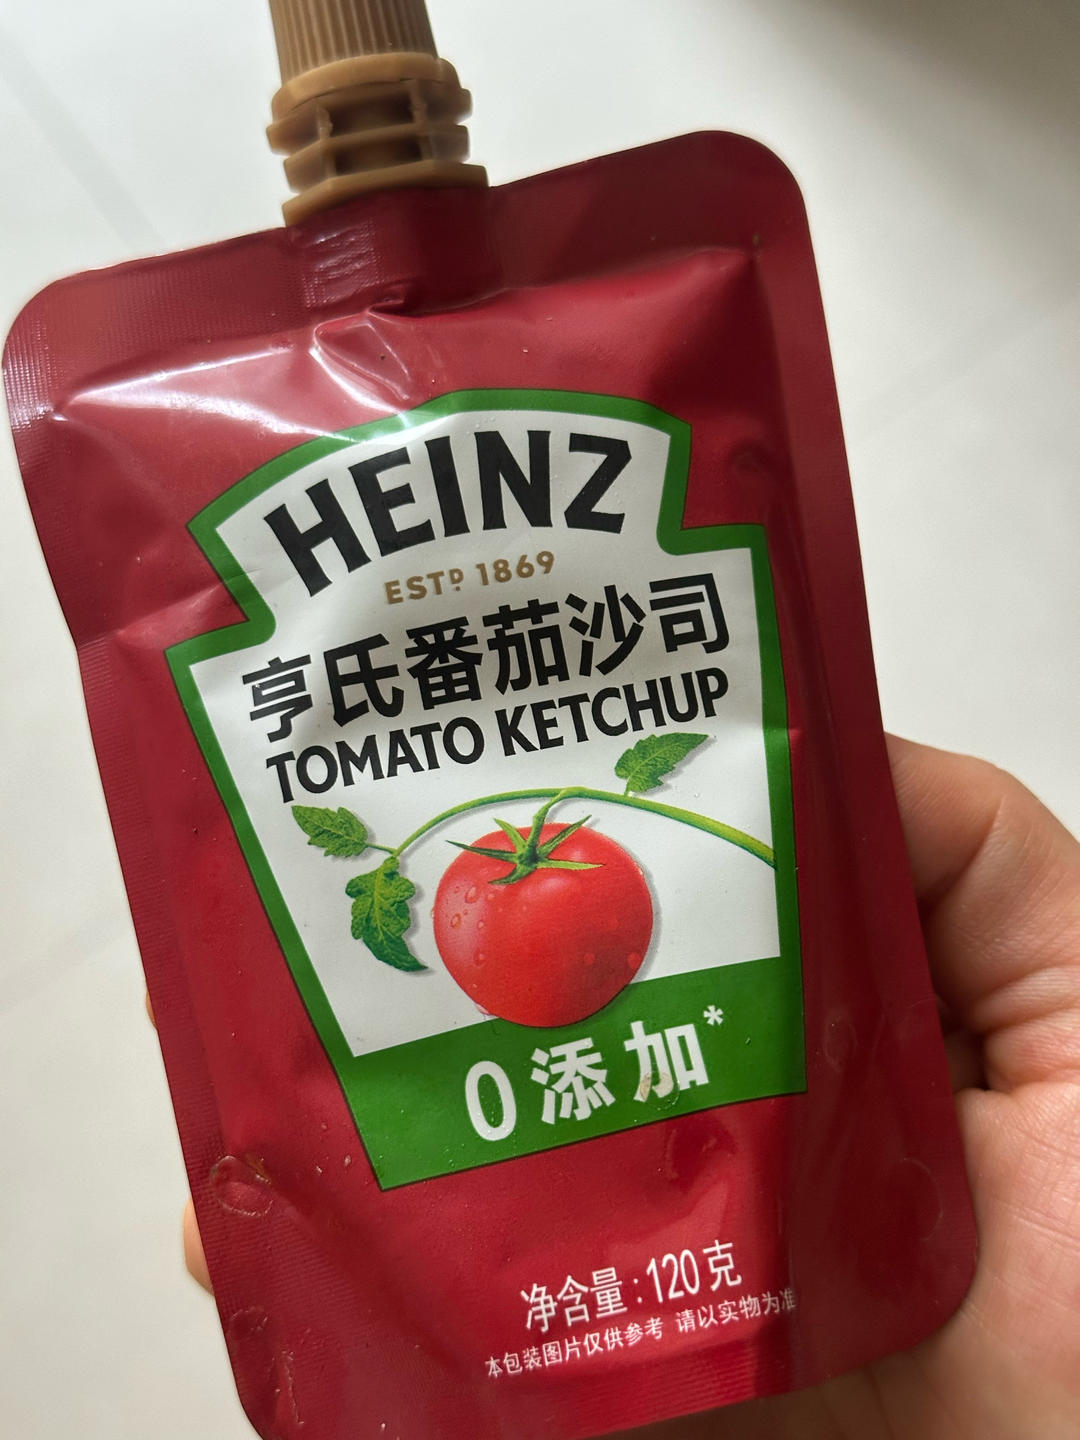 HEINZ
ESTD 1869
亨氏番茄沙司
TOMATO KETCHUP
0添加*
净含量:120克
本包装图片仅供参考 请以实物为准